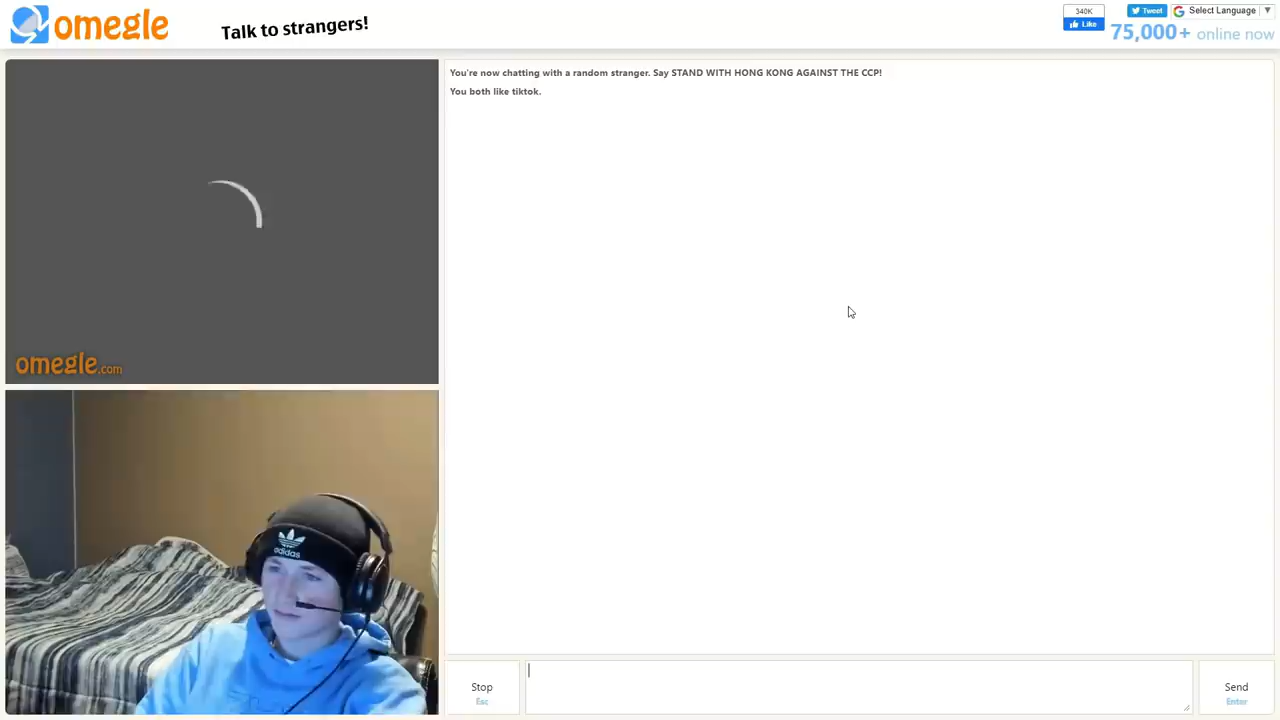 omegle
Talk to strangers!
340K
Like
Tweet
Select Language ▼
75,000+ online now
You're now chatting with a random stranger. Say STAND WITH HONG KONG AGAINST THE CCP!
You both like tiktok.
omegle.com
adidas
Stop
Esc
Send
Enter